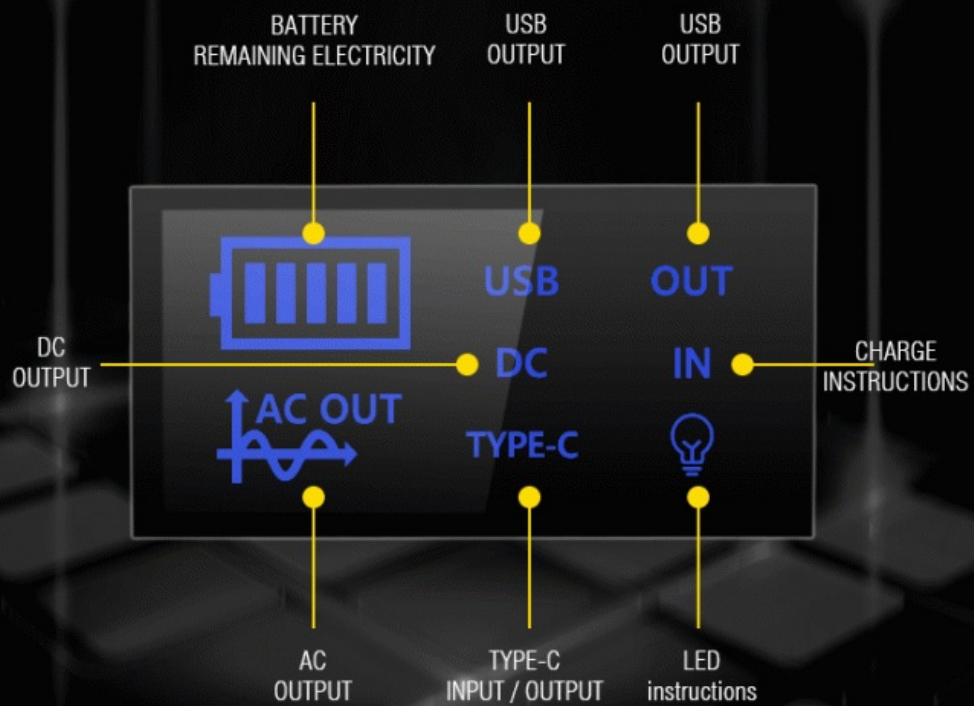 BATTERY
REMAINING ELECTRICITY
USB
OUTPUT
USB
OUTPUT
USB
OUT
DC
OUTPUT
DC
IN
CHARGE
INSTRUCTIONS
AC OUT
TYPE-C
AC
OUTPUT
TYPE-C
INPUT / OUTPUT
LED
instructions